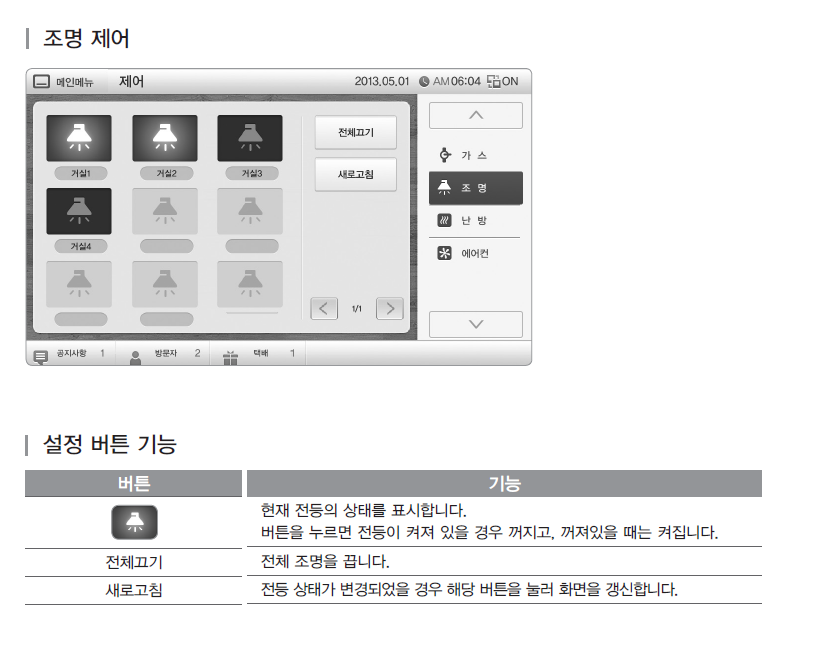 조명 제어
메인메뉴 제어 2013.05.01 AM 06:04 ON
거실1 거실2 거실3
거실4
전체끄기
새로고침
1/1
가 스
조 명
난 방
에어컨
공지사항 1 방문자 2 택배 1
설정 버튼 기능
버튼 기능
현재 전등의 상태를 표시합니다.
버튼을 누르면 전등이 켜져 있을 경우 꺼지고, 꺼져있을 때는 켜집니다.
전체끄기 전체 조명을 끕니다.
새로고침 전등 상태가 변경되었을 경우 해당 버튼을 눌러 화면을 갱신합니다.